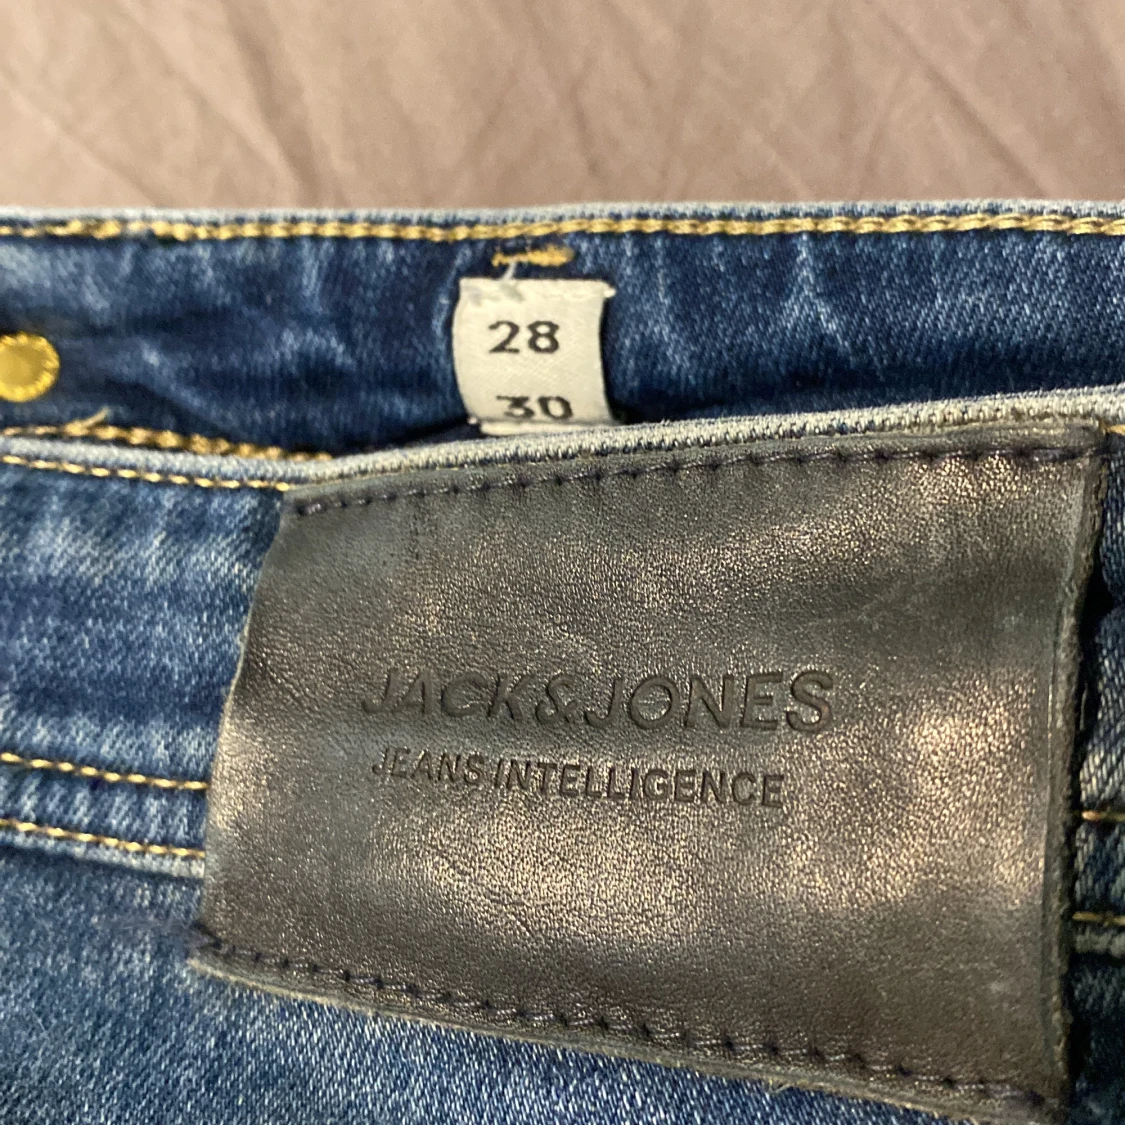 28
30
JACK&JONES
JEANS INTELLIGENCE